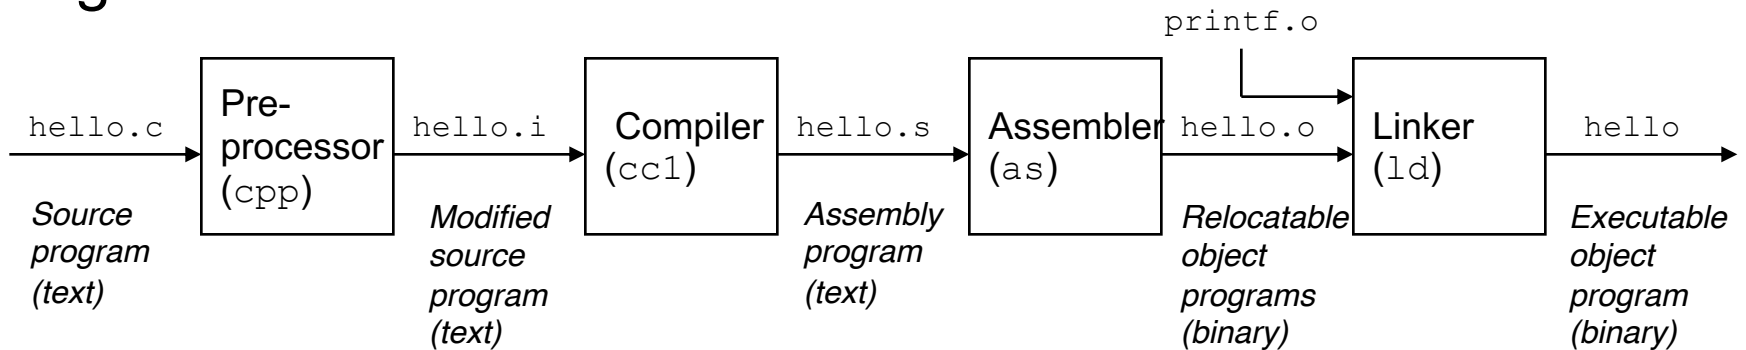 printf.o
hello.c
Pre-
processor
(cpp)
hello.i
Compiler
(cc1)
hello.s
Assembler
(as)
hello.o
Linker
(ld)
hello
Source
program
(text)
Modified
source
program
(text)
Assembly
program
(text)
Relocatable
object
programs
(binary)
Executable
object
program
(binary)